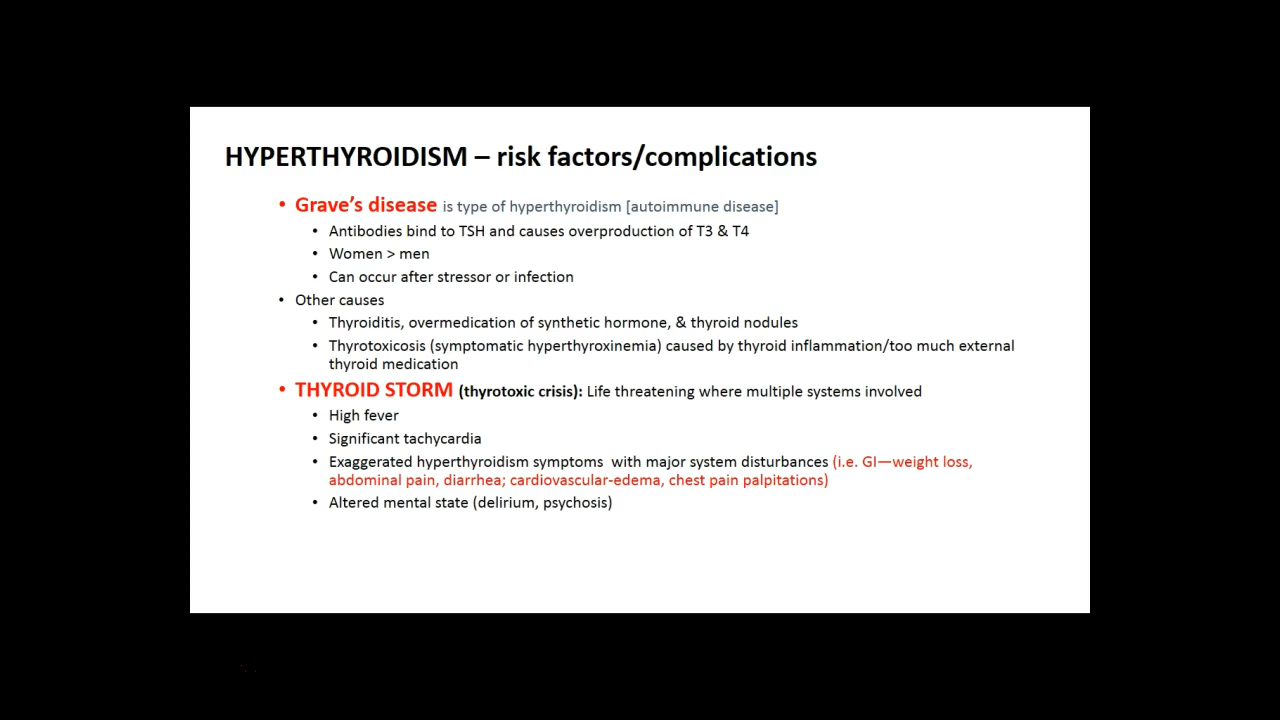 HYPERTHYROIDISM – risk factors/complications
• Grave's disease is type of hyperthyroidism [autoimmune disease]
• Antibodies bind to TSH and causes overproduction of T3 & T4
• Women > men
• Can occur after stressor or infection
• Other causes
• Thyroiditis, overmedication of synthetic hormone, & thyroid nodules
• Thyrotoxicosis (symptomatic hyperthyroxinemia) caused by thyroid inflammation/too much external
thyroid medication
• THYROID STORM (thyrotoxic crisis): Life threatening where multiple systems involved
• High fever
• Significant tachycardia
• Exaggerated hyperthyroidism symptoms  with major system disturbances (i.e. GI—weight loss,
abdominal pain, diarrhea; cardiovascular-edema, chest pain palpitations)
• Altered mental state (delirium, psychosis)